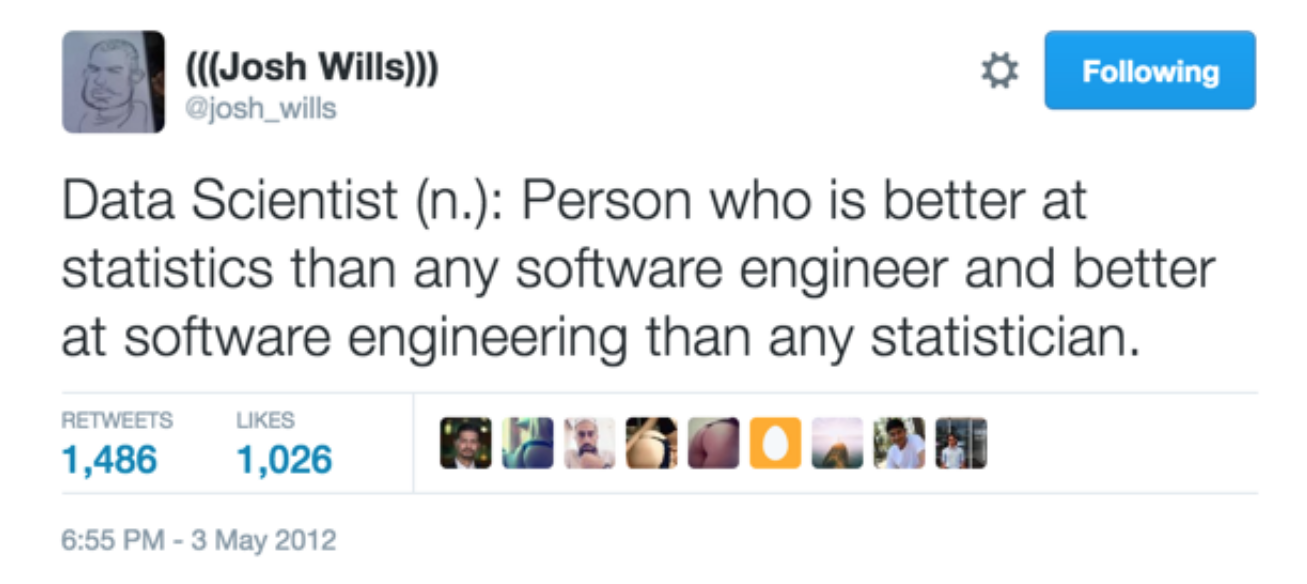 (((Josh Wills)))
@josh_wills
Following
Data Scientist (n.): Person who is better at
statistics than any software engineer and better
at software engineering than any statistician.
RETWEETS LIKES
1,486 1,026
6:55 PM - 3 May 2012